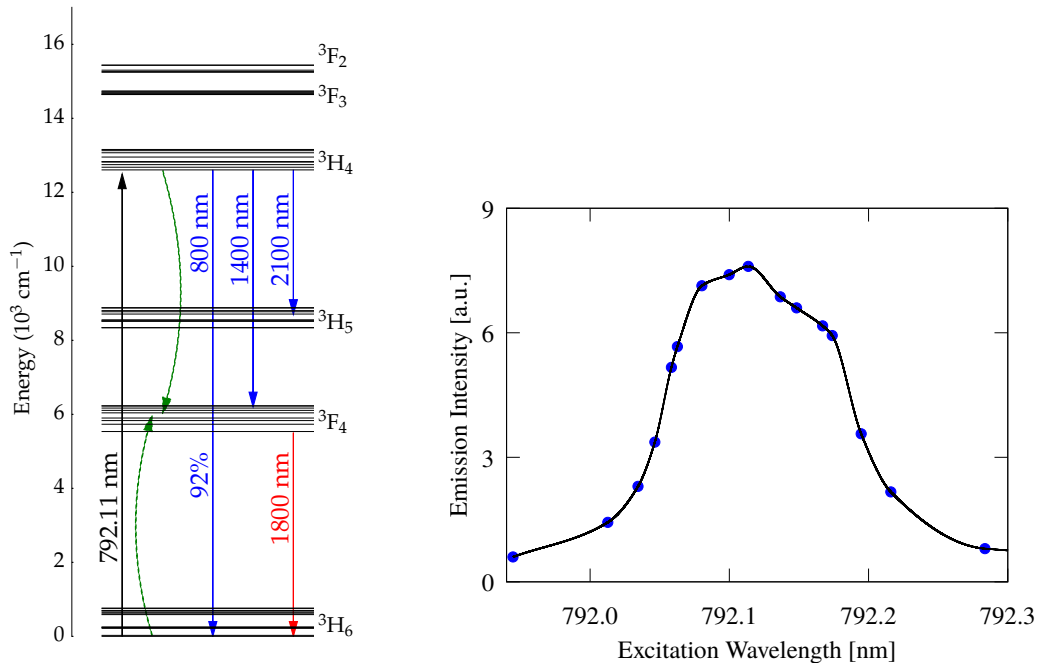 Energy (10³ cm⁻¹)
16
14
12
10
8
6
4
2
0
³F₂
³F₃
³H₄
³H₅
³F₄
³H₆
792.11 nm
800 nm
92%
1400 nm
2100 nm
1800 nm
Emission Intensity [a.u.]
9
6
3
0
792.0
792.1
792.2
792.3
Excitation Wavelength [nm]